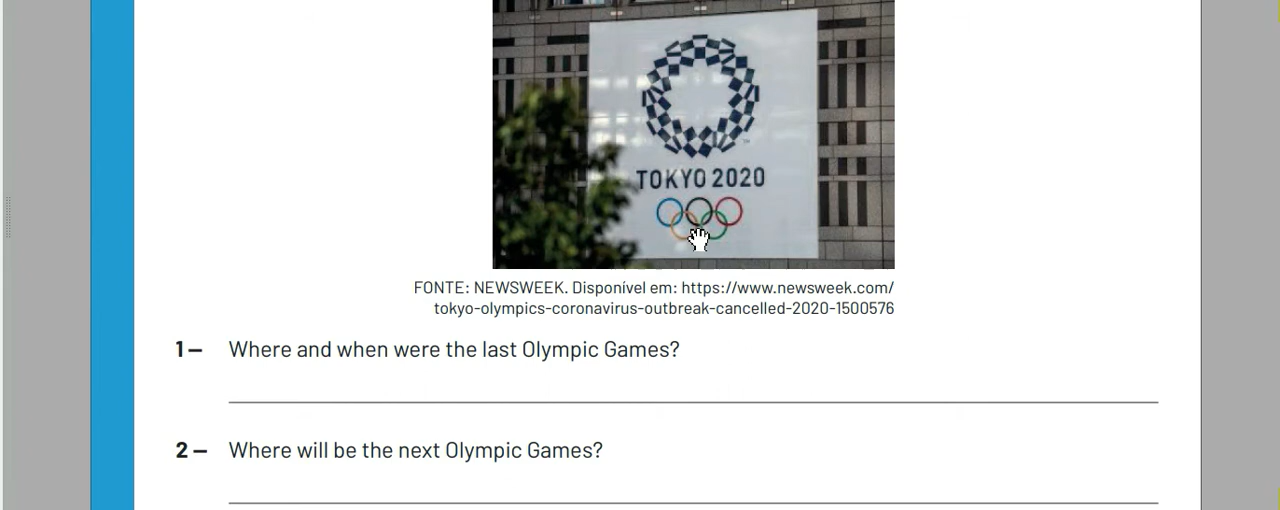 TOKYO 2020
FONTE: NEWSWEEK. Disponível em: https://www.newsweek.com/
tokyo-olympics-coronavirus-outbreak-cancelled-2020-1500576
1 – Where and when were the last Olympic Games?
2 – Where will be the next Olympic Games?